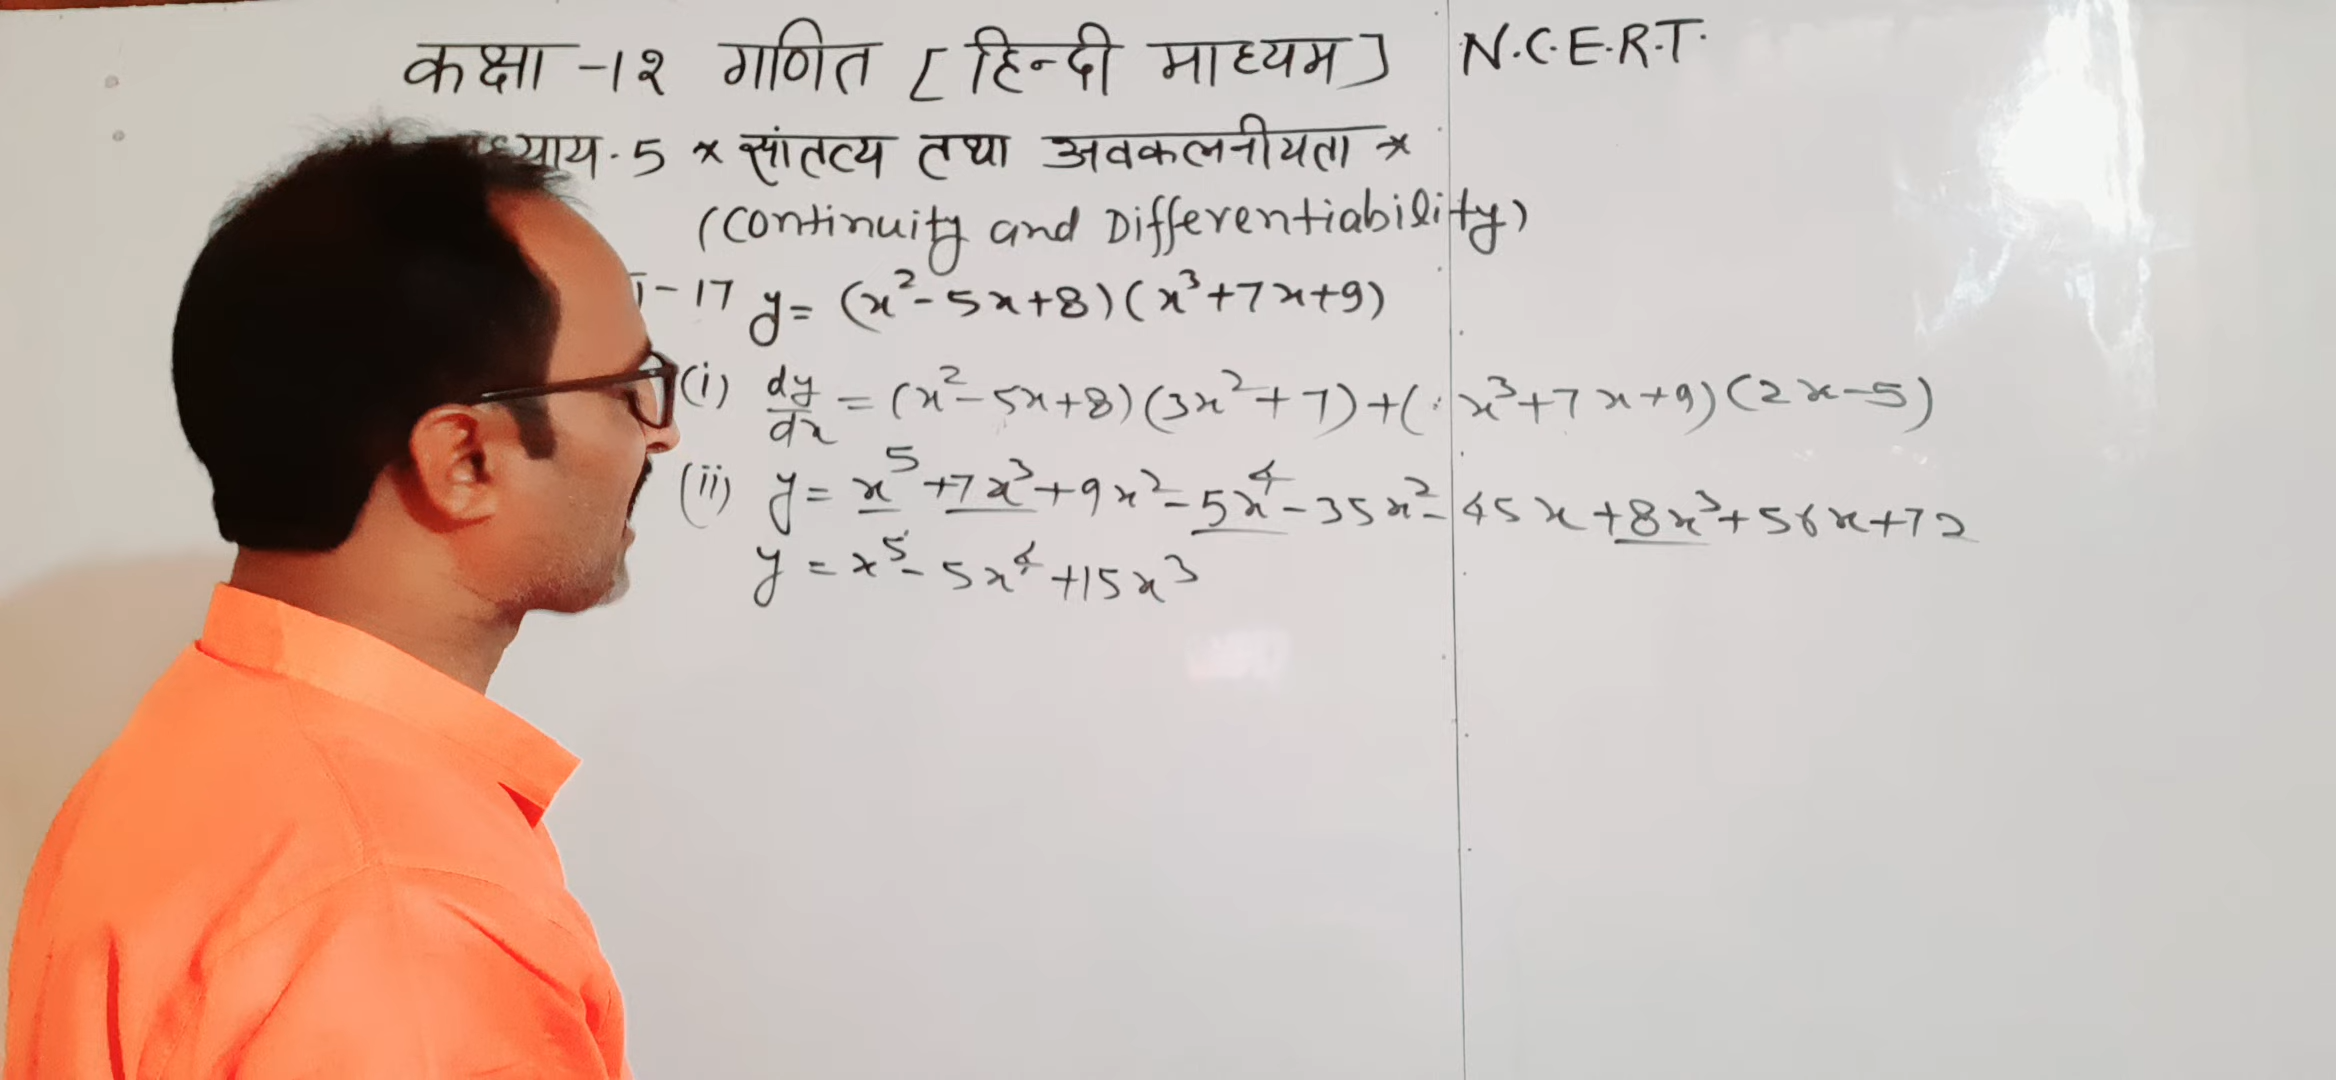 कक्षा -१२ गणित [हिन्दी माध्यम] N.C.E.R.T.
5 * सांतत्य तथा अवकलनीयता *
(Continuity and Differentiability)
-17 y = (x²-5x+8)(x³+7x+9)
(i) dy/dx = (x²-5x+8)(3x²+7)+(x³+7x+9)(2x-5)
(ii) y = x⁵+7x³+9x²-5x⁴-35x²-45x+8x³+56x+72
y = x⁵-5x⁴+15x³